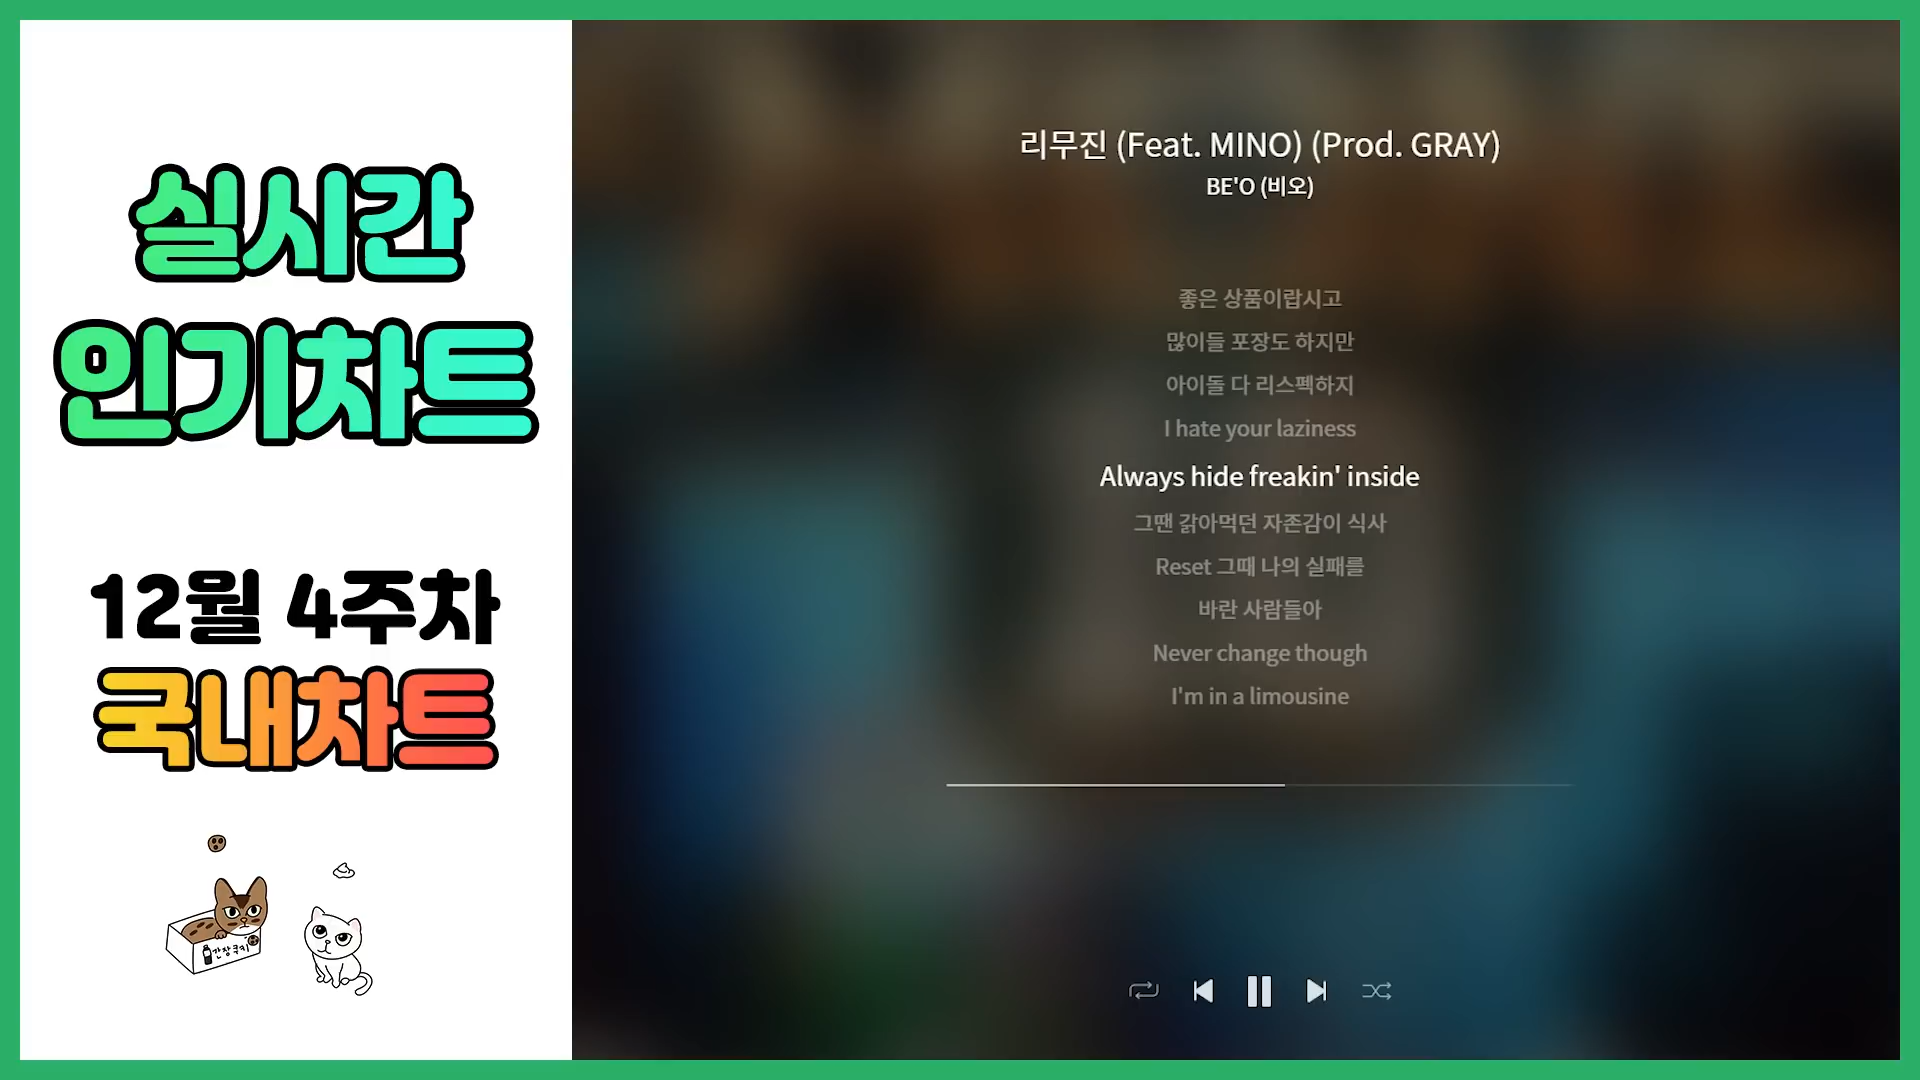 실시간
인기차트
12월 4주차
국내차트
간장쿠키
리무진 (Feat. MINO) (Prod. GRAY)
BE'O (비오)
좋은 상품이랍시고
많이들 포장도 하지만
아이돌 다 리스펙하지
I hate your laziness
Always hide freakin' inside
그땐 갉아먹던 자존감이 식사
Reset 그때 나의 실패를
바란 사람들아
Never change though
I'm in a limousine